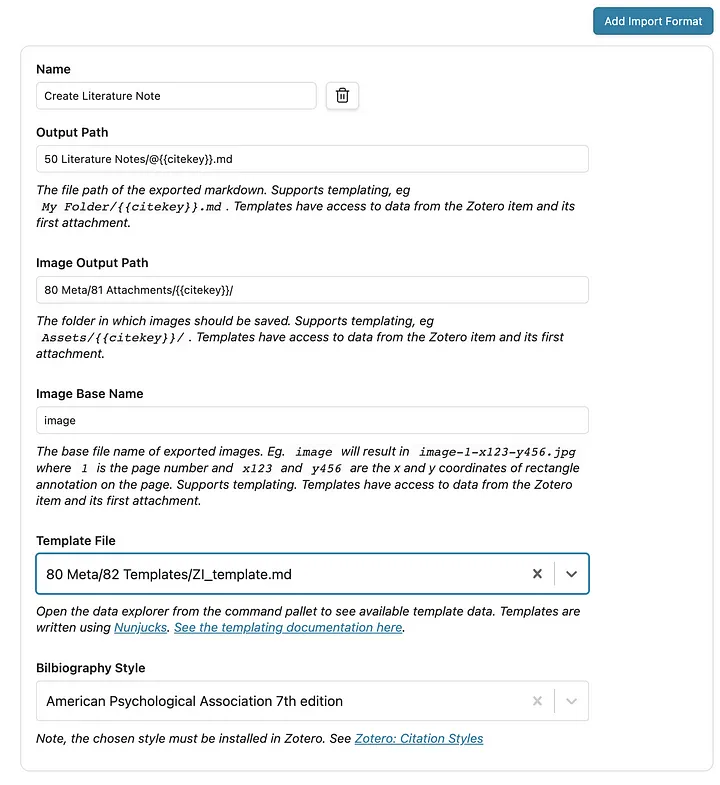 Add Import Format
Name
Create Literature Note
Output Path
50 Literature Notes/@{{citekey}}.md
The file path of the exported markdown. Supports templating, eg
My Folder/{{citekey}}.md . Templates have access to data from the Zotero item and its
first attachment.
Image Output Path
80 Meta/81 Attachments/{{citekey}}/
The folder in which images should be saved. Supports templating, eg
Assets/{{citekey}}/ . Templates have access to data from the Zotero item and its first
attachment.
Image Base Name
image
The base file name of exported images. Eg. image will result in image-1-x123-y456.jpg
where 1 is the page number and x123 and y456 are the x and y coordinates of rectangle
annotation on the page. Supports templating. Templates have access to data from the Zotero
item and its first attachment.
Template File
80 Meta/82 Templates/ZI_template.md
Open the data explorer from the command pallet to see available template data. Templates are
written using Nunjucks. See the templating documentation here.
Bilbiography Style
American Psychological Association 7th edition
Note, the chosen style must be installed in Zotero. See Zotero: Citation Styles